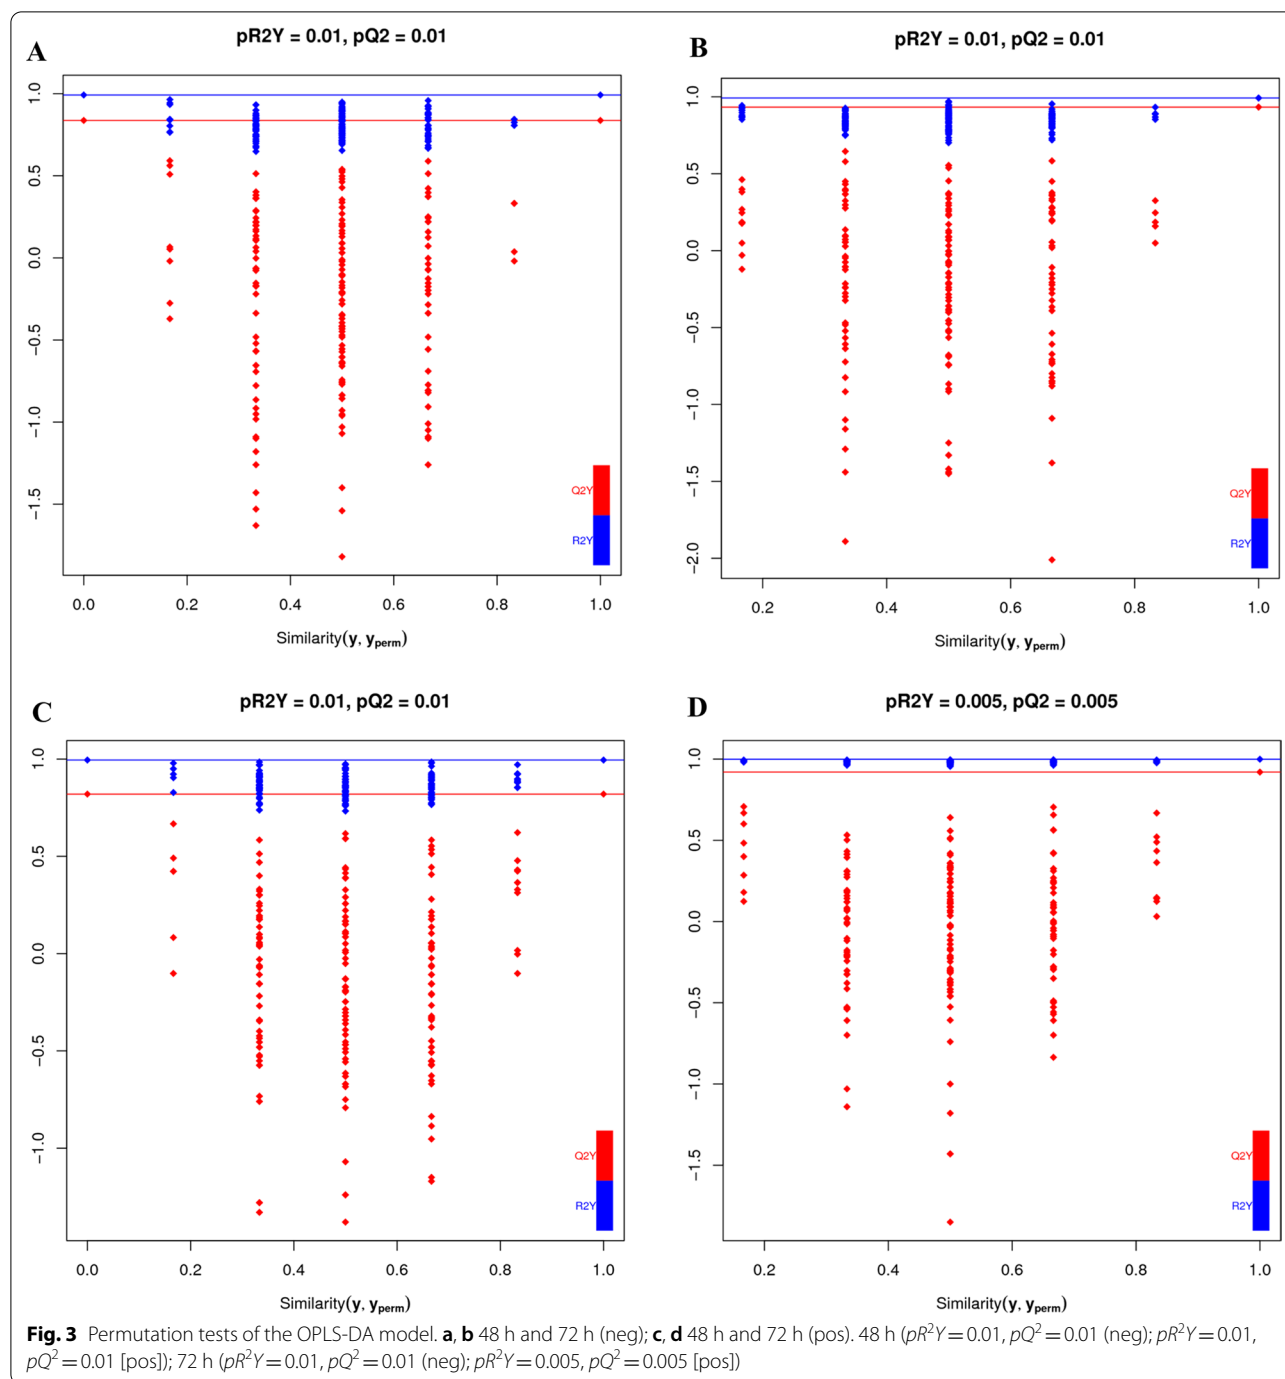 A
pR2Y = 0.01, pQ2 = 0.01
1.0
0.5
0.0
−0.5
−1.0
−1.5
Q2Y
R2Y
0.0 0.2 0.4 0.6 0.8 1.0
Similarity(y, yperm)
B
pR2Y = 0.01, pQ2 = 0.01
1.0
0.5
0.0
−0.5
−1.0
−1.5
−2.0
Q2Y
R2Y
0.2 0.4 0.6 0.8 1.0
Similarity(y, yperm)
C
pR2Y = 0.01, pQ2 = 0.01
1.0
0.5
0.0
−0.5
−1.0
Q2Y
R2Y
0.0 0.2 0.4 0.6 0.8 1.0
Similarity(y, yperm)
D
pR2Y = 0.005, pQ2 = 0.005
1.0
0.5
0.0
−0.5
−1.0
−1.5
Q2Y
R2Y
0.2 0.4 0.6 0.8 1.0
Similarity(y, yperm)
Fig. 3 Permutation tests of the OPLS-DA model. a, b 48 h and 72 h (neg); c, d 48 h and 72 h (pos). 48 h (pR²Y = 0.01, pQ² = 0.01 (neg); pR²Y = 0.01,
pQ² = 0.01 [pos]); 72 h (pR²Y = 0.01, pQ² = 0.01 (neg); pR²Y = 0.005, pQ² = 0.005 [pos])